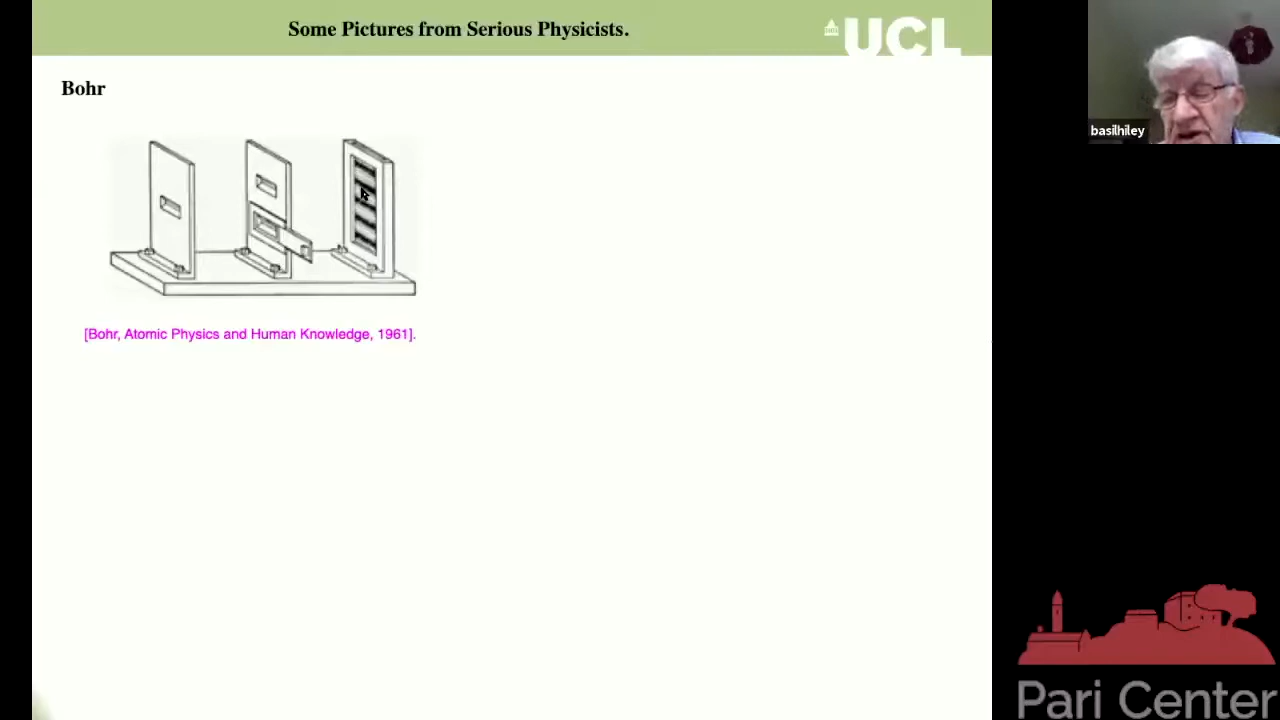 Some Pictures from Serious Physicists.
UCL
Bohr
basilhiley
[Bohr, Atomic Physics and Human Knowledge, 1961].
Pari Center